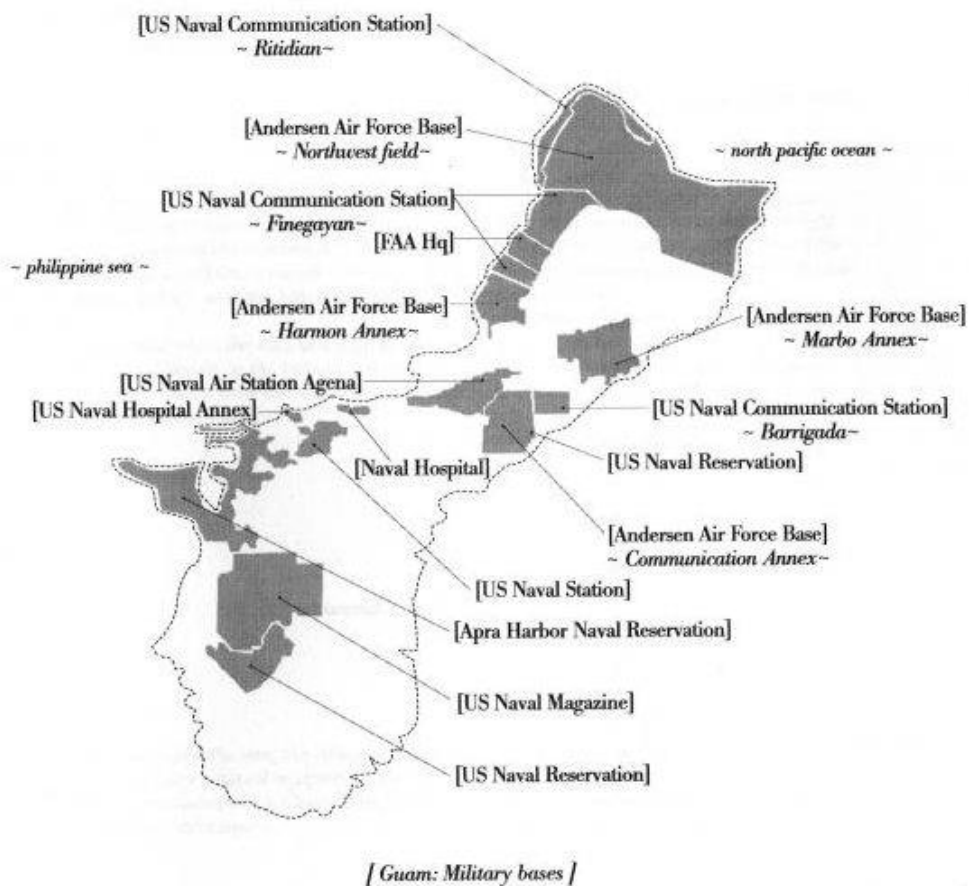 [US Naval Communication Station]
~ Ritidian~
[Andersen Air Force Base]
~ Northwest field~
~ north pacific ocean ~
[US Naval Communication Station]
~ Finegayan~
[FAA Hq]
~ philippine sea ~
[Andersen Air Force Base]
~ Harmon Annex~
[Andersen Air Force Base]
~ Marbo Annex~
[US Naval Air Station Agena]
[US Naval Hospital Annex]
[US Naval Communication Station]
~ Barrigada~
[US Naval Reservation]
[Naval Hospital]
[Andersen Air Force Base]
~ Communication Annex~
[US Naval Station]
[Apra Harbor Naval Reservation]
[US Naval Magazine]
[US Naval Reservation]
[ Guam: Military bases ]